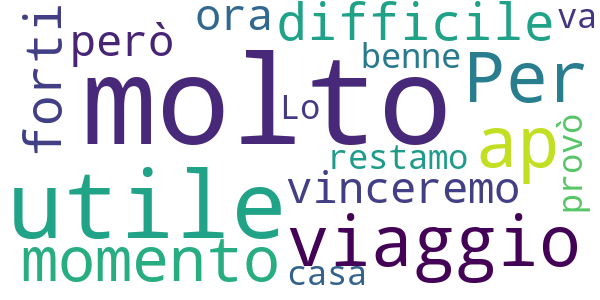 ora
difficile
va
però
forti
molto
benne
Per
Lo
ap
provò
restamo
utile
vinceremo
viaggio
momento
casa